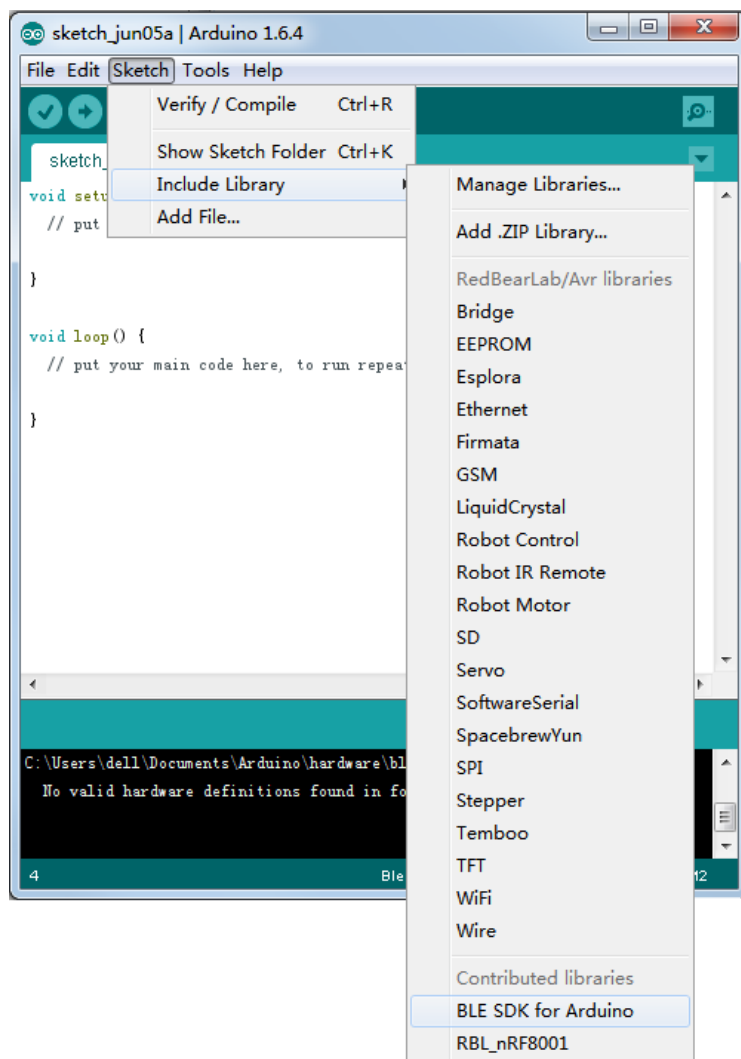 sketch_jun05a | Arduino 1.6.4
File Edit Sketch Tools Help
Verify / Compile Ctrl+R
Show Sketch Folder Ctrl+K
Include Library
Add File...
sketch_
void setu
// put
}
void loop() {
// put your main code here, to run repea
}
Manage Libraries...
Add .ZIP Library...
RedBearLab/Avr libraries
Bridge
EEPROM
Esplora
Ethernet
Firmata
GSM
LiquidCrystal
Robot Control
Robot IR Remote
Robot Motor
SD
Servo
SoftwareSerial
SpacebrewYun
SPI
Stepper
Temboo
TFT
WiFi
Wire
Contributed libraries
BLE SDK for Arduino
RBL_nRF8001
C:\Users\dell\Documents\Arduino\hardware\bl
No valid hardware definitions found in fo
4 Ble